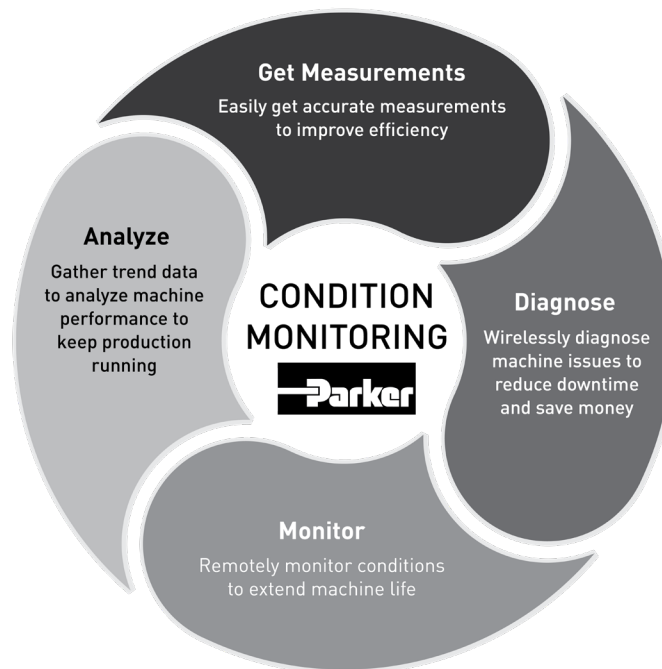 Get Measurements
Easily get accurate measurements
to improve efficiency
Diagnose
Wirelessly diagnose
machine issues to
reduce downtime
and save money
Monitor
Remotely monitor conditions
to extend machine life
Analyze
Gather trend data
to analyze machine
performance to
keep production
running
CONDITION
MONITORING
Parker